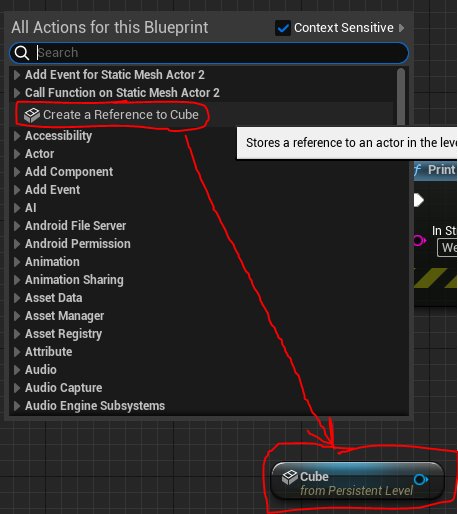 All Actions for this Blueprint
Context Sensitive
Search
Add Event for Static Mesh Actor 2
Call Function on Static Mesh Actor 2
Create a Reference to Cube
Stores a reference to an actor in the leve
Accessibility
Actor
Add Component
Add Event
AI
Android File Server
Android Permission
Animation
Animation Sharing
Asset Data
Asset Manager
Asset Registry
Attribute
Audio
Audio Capture
Audio Engine Subsystems
f Print
In St
We
Cube
from Persistent Level